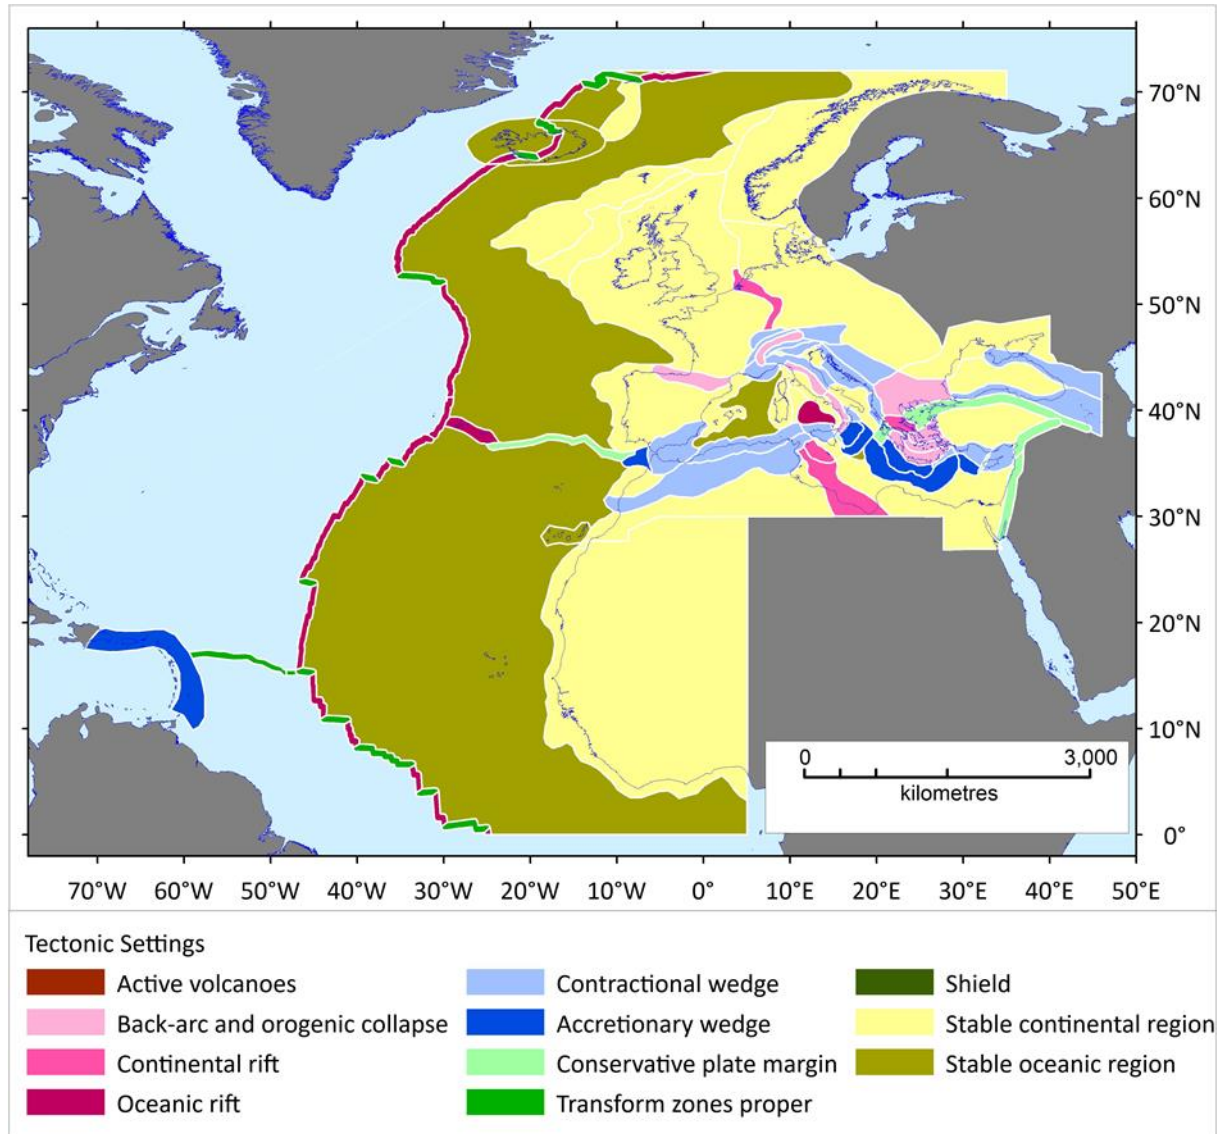 70°N
60°N
50°N
40°N
30°N
20°N
10°N
0°
0 3,000
kilometres
70°W 60°W 50°W 40°W 30°W 20°W 10°W 0° 10°E 20°E 30°E 40°E 50°E
Tectonic Settings
Active volcanoes
Back-arc and orogenic collapse
Continental rift
Oceanic rift
Contractional wedge
Accretionary wedge
Conservative plate margin
Transform zones proper
Shield
Stable continental region
Stable oceanic region